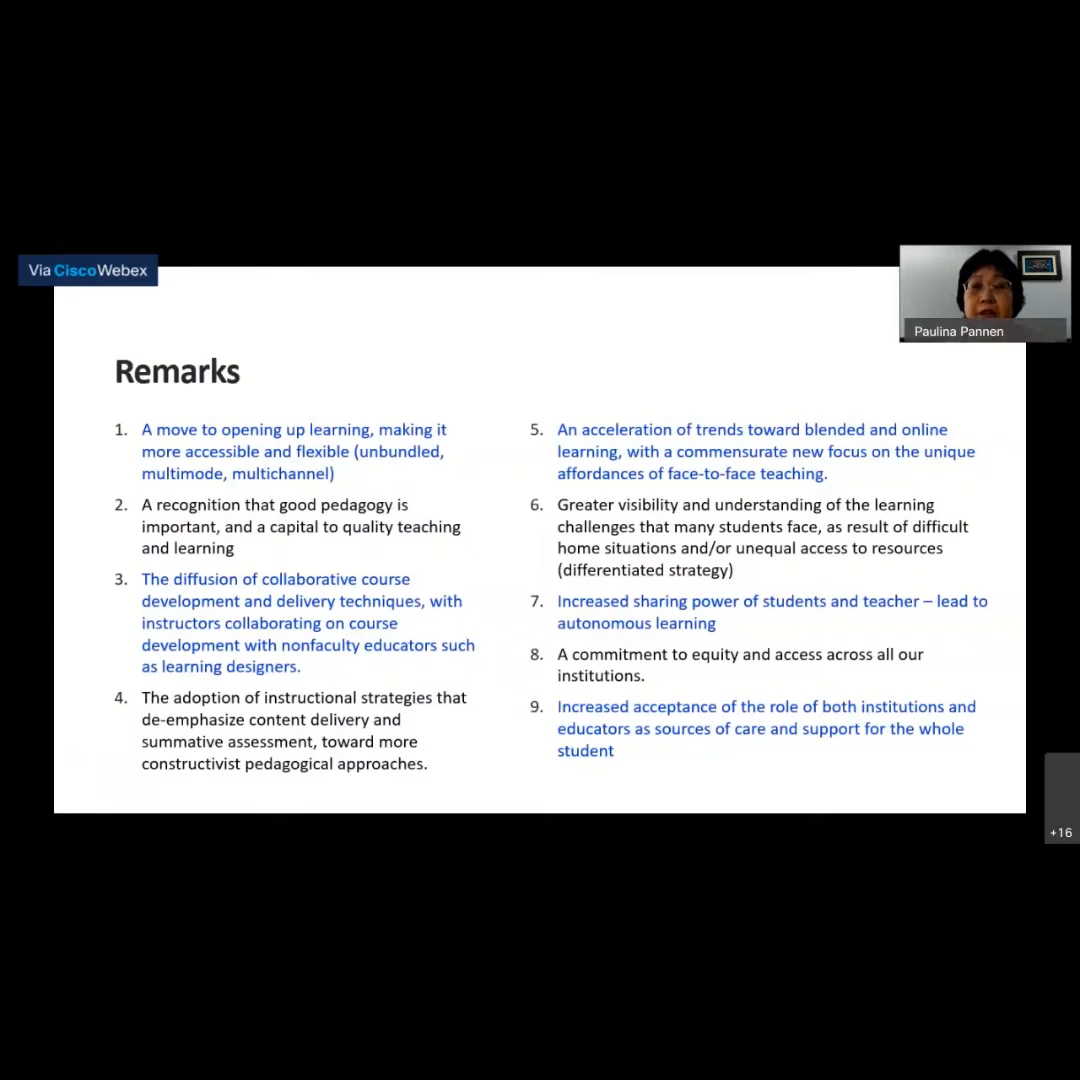 Via CiscoWebex
Paulina Pannen
Remarks
1. A move to opening up learning, making it
more accessible and flexible (unbundled,
multimode, multichannel)
2. A recognition that good pedagogy is
important, and a capital to quality teaching
and learning
3. The diffusion of collaborative course
development and delivery techniques, with
instructors collaborating on course
development with nonfaculty educators such
as learning designers.
4. The adoption of instructional strategies that
de-emphasize content delivery and
summative assessment, toward more
constructivist pedagogical approaches.
5. An acceleration of trends toward blended and online
learning, with a commensurate new focus on the unique
affordances of face-to-face teaching.
6. Greater visibility and understanding of the learning
challenges that many students face, as result of difficult
home situations and/or unequal access to resources
(differentiated strategy)
7. Increased sharing power of students and teacher – lead to
autonomous learning
8. A commitment to equity and access across all our
institutions.
9. Increased acceptance of the role of both institutions and
educators as sources of care and support for the whole
student
+16